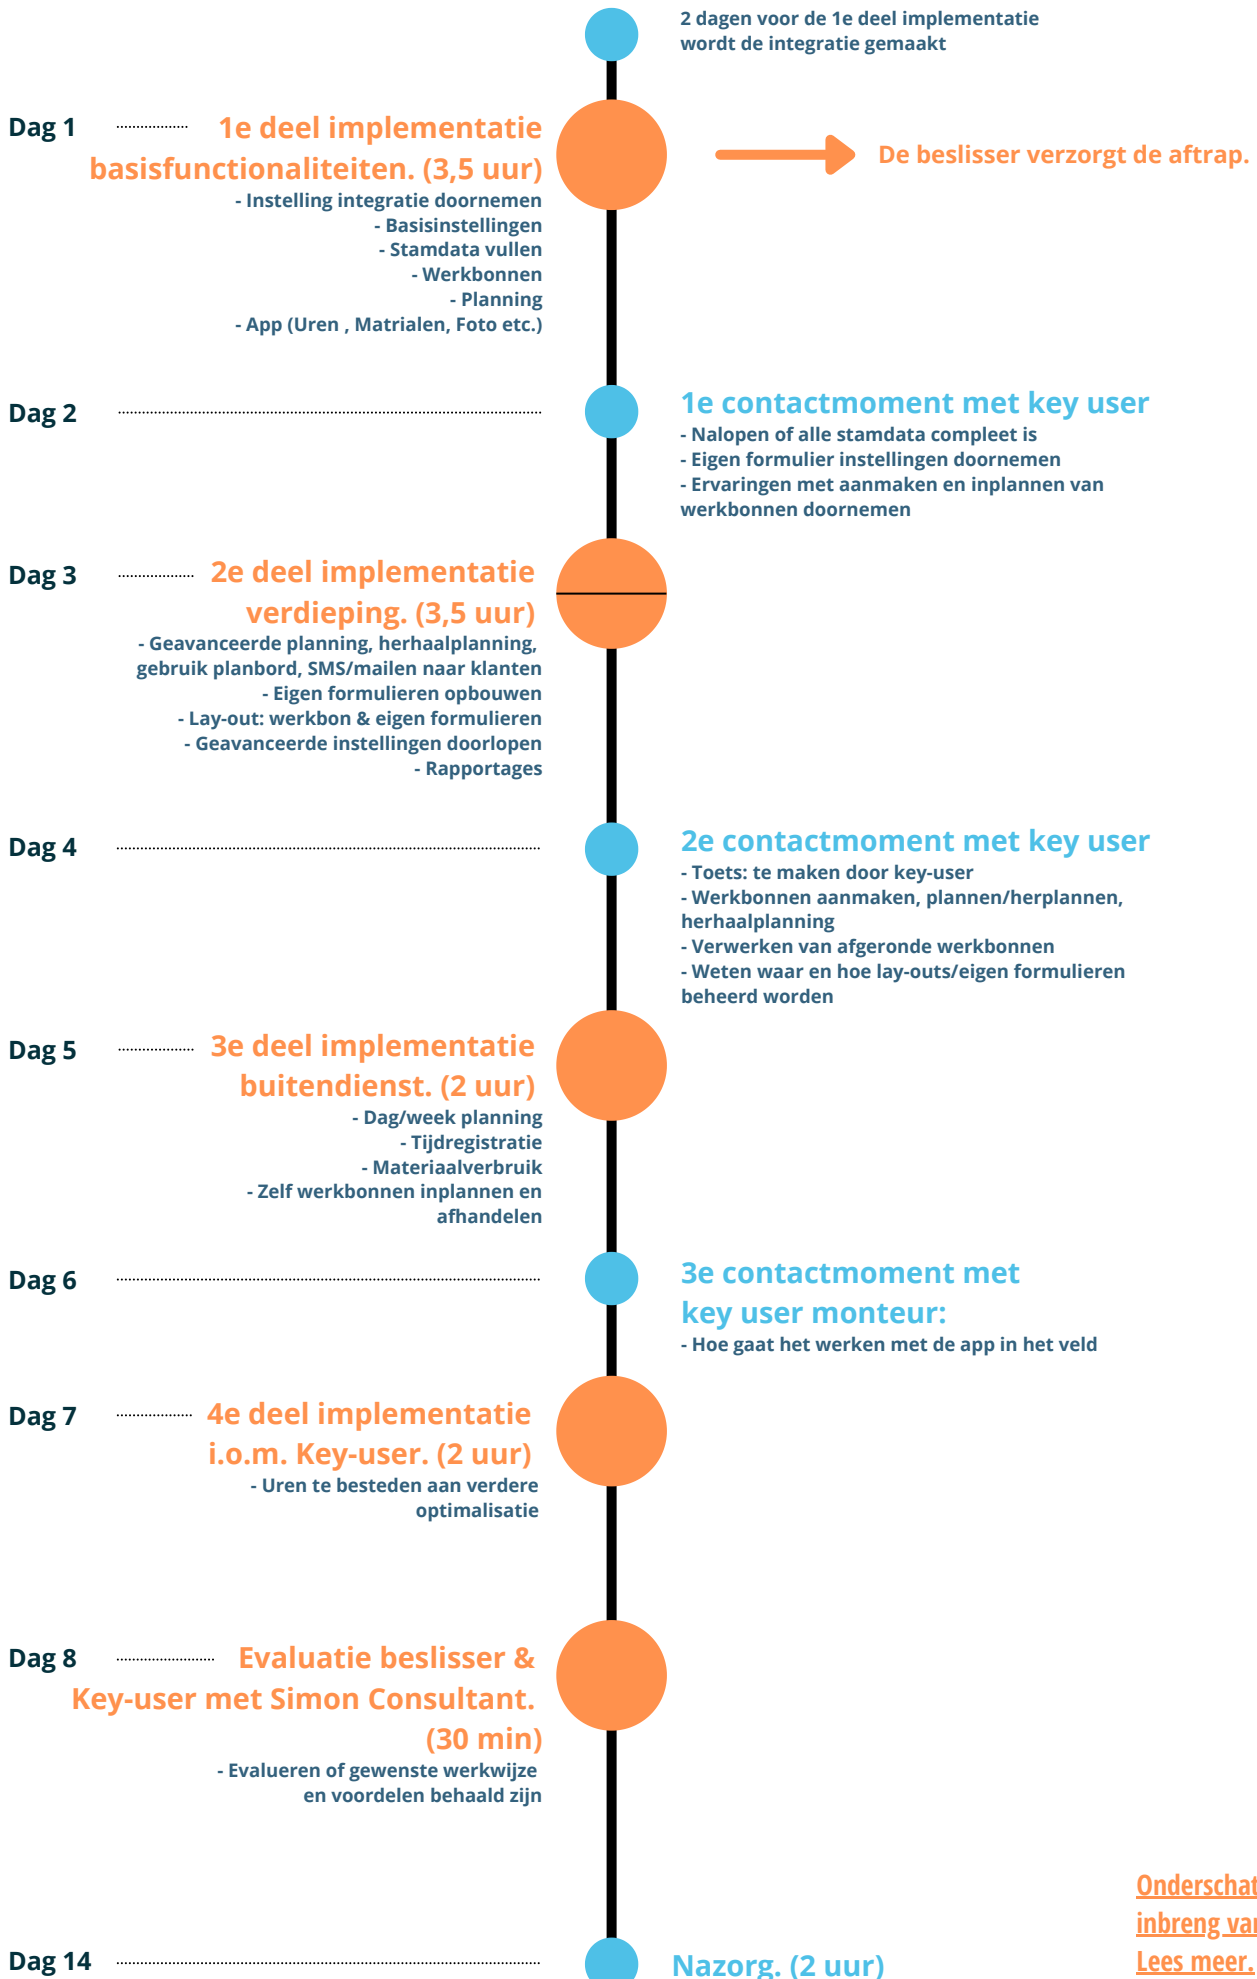 2 dagen voor de 1e deel implementatie
wordt de integratie gemaakt
Dag 1
1e deel implementatie
basisfunctionaliteiten. (3,5 uur)
- Instelling integratie doornemen
- Basisinstellingen
- Stamdata vullen
- Werkbonnen
- Planning
- App (Uren , Matrialen, Foto etc.)
De beslisser verzorgt de aftrap.
Dag 2
1e contactmoment met key user
- Nalopen of alle stamdata compleet is
- Eigen formulier instellingen doornemen
- Ervaringen met aanmaken en inplannen van
werkbonnen doornemen
Dag 3
2e deel implementatie
verdieping. (3,5 uur)
- Geavanceerde planning, herhaalplanning,
gebruik planbord, SMS/mailen naar klanten
- Eigen formulieren opbouwen
- Lay-out: werkbon & eigen formulieren
- Geavanceerde instellingen doorlopen
- Rapportages
Dag 4
2e contactmoment met key user
- Toets: te maken door key-user
- Werkbonnen aanmaken, plannen/herplannen,
herhaalplanning
- Verwerken van afgeronde werkbonnen
- Weten waar en hoe lay-outs/eigen formulieren
beheerd worden
Dag 5
3e deel implementatie
buitendienst. (2 uur)
- Dag/week planning
- Tijdregistratie
- Materiaalverbruik
- Zelf werkbonnen inplannen en
afhandelen
Dag 6
3e contactmoment met
key user monteur:
- Hoe gaat het werken met de app in het veld
Dag 7
4e deel implementatie
i.o.m. Key-user. (2 uur)
- Uren te besteden aan verdere
optimalisatie
Dag 8
Evaluatie beslisser &
Key-user met Simon Consultant.
(30 min)
- Evalueren of gewenste werkwijze
en voordelen behaald zijn
Onderschat
inbreng van
Lees meer.
Dag 14
Nazorg. (2 uur)